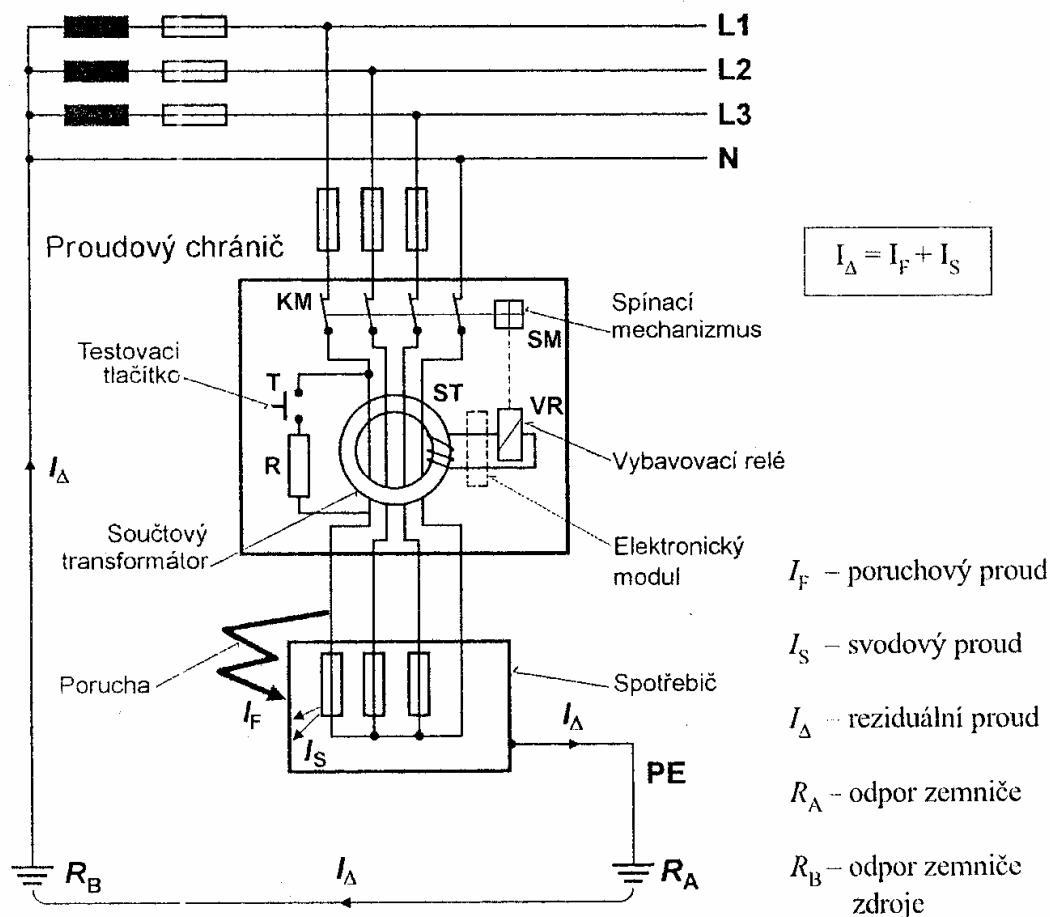 L1
L2
L3
N
Proudový chránič
I_Δ = I_F + I_S
KM
Spínací
mechanizmus
SM
Testovaci
tlačítko
T
ST
VR
R
Vybavovací relé
I_Δ
Součtový
transformátor
Elektronický
modul
I_F – poruchový proud
I_S – svodový proud
Porucha
Spotřebič
I_F
I_Δ
I_Δ – reziduální proud
I_S
PE
R_A – odpor zemniče
R_B
I_Δ
R_A
R_B – odpor zemniče
zdroje